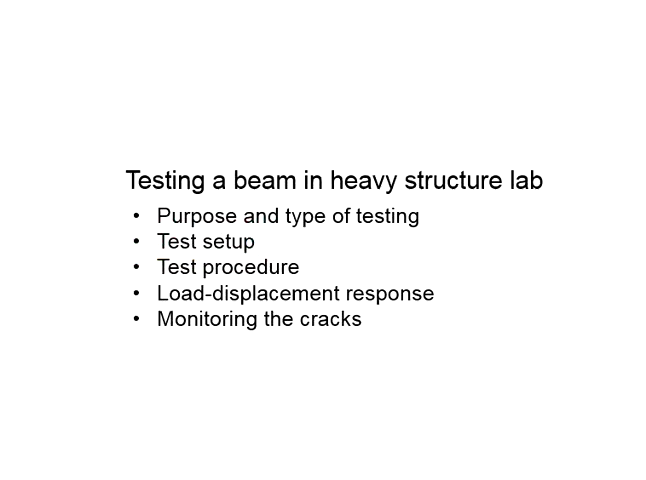 Testing a beam in heavy structure lab
• Purpose and type of testing
• Test setup
• Test procedure
• Load-displacement response
• Monitoring the cracks